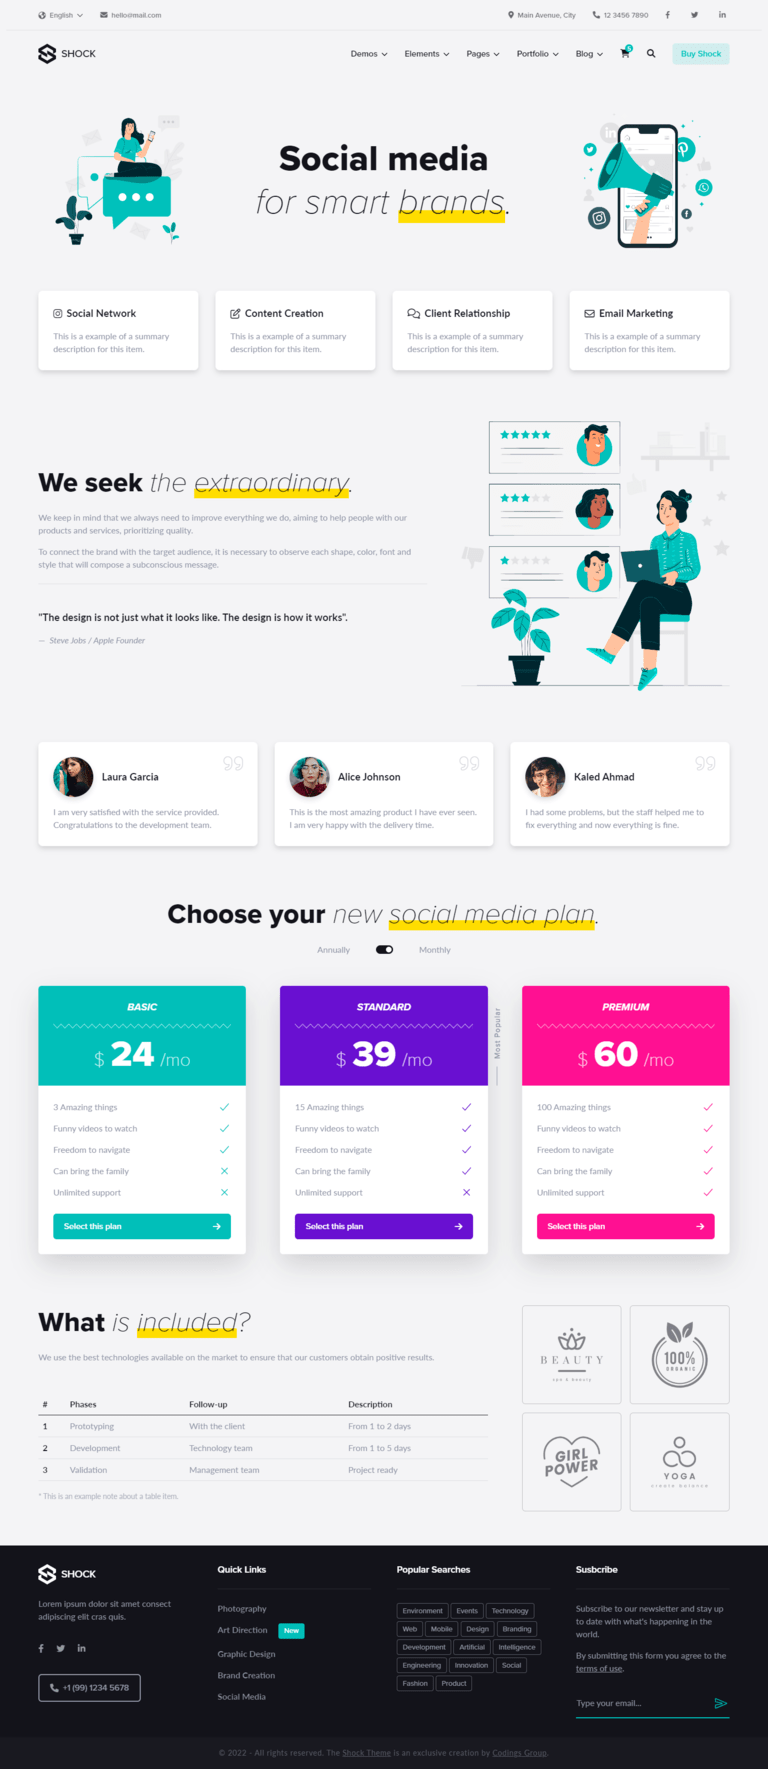 English
hello@mail.com
Main Avenue, City
12 3456 7890
SHOCK
Demos
Elements
Pages
Portfolio
Blog
Buy Shock
Social media
for smart brands.
Social Network
This is a example of a summary
description for this item.
Content Creation
This is a example of a summary
description for this item.
Client Relationship
This is a example of a summary
description for this item.
Email Marketing
This is a example of a summary
description for this item.
We seek the extraordinary.
We keep in mind that we always need to improve everything we do, aiming to help people with our
products and services, prioritizing quality.
To connect the brand with the target audience, it is necessary to observe each shape, color, font and
style that will compose a subconscious message.
"The design is not just what it looks like. The design is how it works".
— Steve Jobs / Apple Founder
Laura Garcia
I am very satisfied with the service provided.
Congratulations to the development team.
Alice Johnson
This is the most amazing product I have ever seen.
I am very happy with the delivery time.
Kaled Ahmad
I had some problems, but the staff helped me to
fix everything and now everything is fine.
Choose your new social media plan.
Annually
Monthly
BASIC
$ 24 /mo
3 Amazing things
Funny videos to watch
Freedom to navigate
Can bring the family
Unlimited support
Select this plan
STANDARD
$ 39 /mo
15 Amazing things
Funny videos to watch
Freedom to navigate
Can bring the family
Unlimited support
Select this plan
Most Popular
PREMIUM
$ 60 /mo
100 Amazing things
Funny videos to watch
Freedom to navigate
Can bring the family
Unlimited support
Select this plan
What is included?
We use the best technologies available on the market to ensure that our customers obtain positive results.
# Phases Follow-up Description
1 Prototyping With the client From 1 to 2 days
2 Development Technology team From 1 to 5 days
3 Validation Management team Project ready
* This is an example note about a table item.
BEAUTY
spa & beauty
100%
ORGANIC
GIRL
POWER
YOGA
create balance
SHOCK
Lorem ipsum dolor sit amet consect
adipiscing elit cras quis.
+1 (99) 1234 5678
Quick Links
Photography
Art Direction New
Graphic Design
Brand Creation
Social Media
Popular Searches
Environment Events Technology
Web Mobile Design Branding
Development Artificial Intelligence
Engineering Innovation Social
Fashion Product
Susbcribe
Subscribe to our newsletter and stay up
to date with what's happening in the
world.
By submitting this form you agree to the
terms of use.
Type your email...
© 2022 - All rights reserved. The Shock Theme is an exclusive creation by Codings Group.